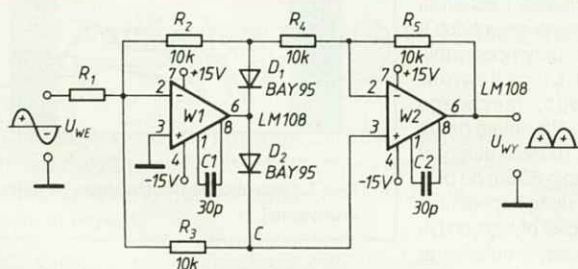 R₂
R₄
R₅
10k
10k
10k
R₁
7
+15V
D₁
BAY95
7
+15V
LM108
2
−
W1
6
LM108
2
−
W2
6
+
−
U_WE
3
+
1
8
D₂
BAY95
3
+
1
8
U_WY
+
+
4
C1
4
C2
−15V
30p
−15V
30p
R₃
C
10k